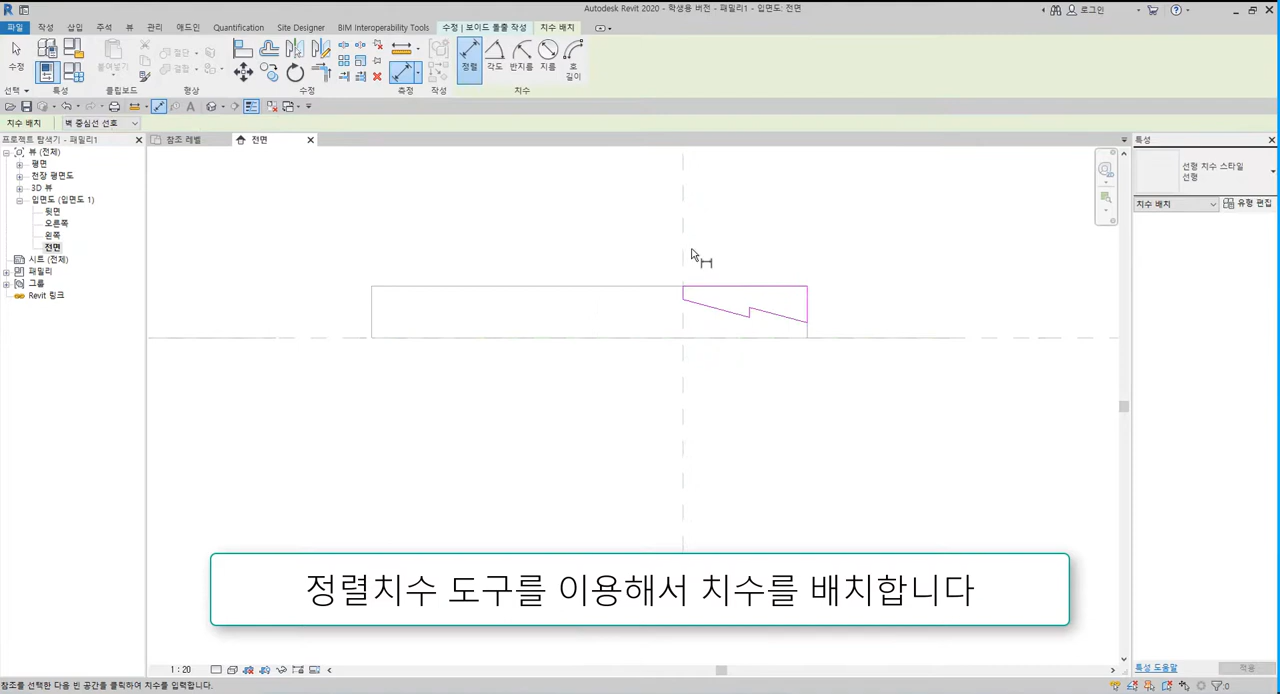 Autodesk Revit 2020 - 학생용 버전 - 패밀리1 - 입면도: 전면
로그인
파일 작성 삽입 주석 뷰 관리 애드인 Quantification Site Designer BIM Interoperability Tools 수정 | 보이드 돌출 작성 지수 배치
수정 붙여넣기 절단 결합 정렬 각도 반지름 지름 호 길이
선택 특성 클립보드 형상 수정 측정 작성 치수
지수 배치 벽 중심선 선호
프로젝트 탐색기 - 패밀리1
뷰 (전체)
평면
천장 평면도
3D 뷰
입면도 (입면도 1)
뒷면
오른쪽
왼쪽
전면
시트 (전체)
패밀리
그룹
Revit 링크
참조 레벨
전면
특성
선형 치수 스타일
선형
치수 배치
유형 편집
정렬치수 도구를 이용해서 치수를 배치합니다
1 : 20
특성 도움말
적용
참조를 선택한 다음 빈 공간을 클릭하여 치수를 입력합니다.
:0